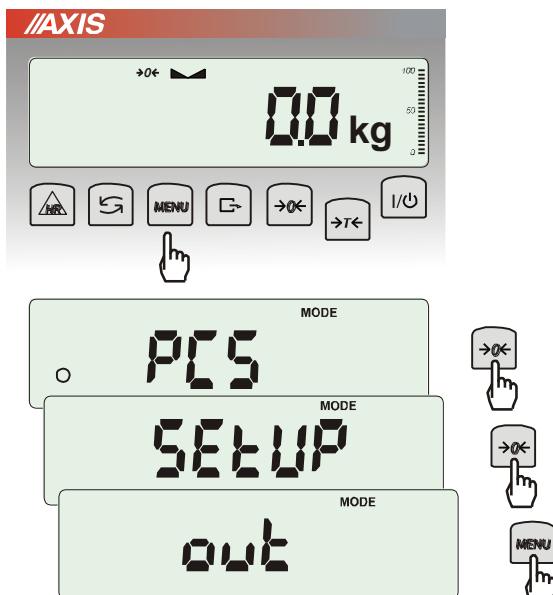 //AXIS
→0← 100
50
0.0 kg
0
HR MENU →0← →T← I/⏻
MODE
PCS
→0←
MODE
SEtUP
→0←
MODE
out
MENU